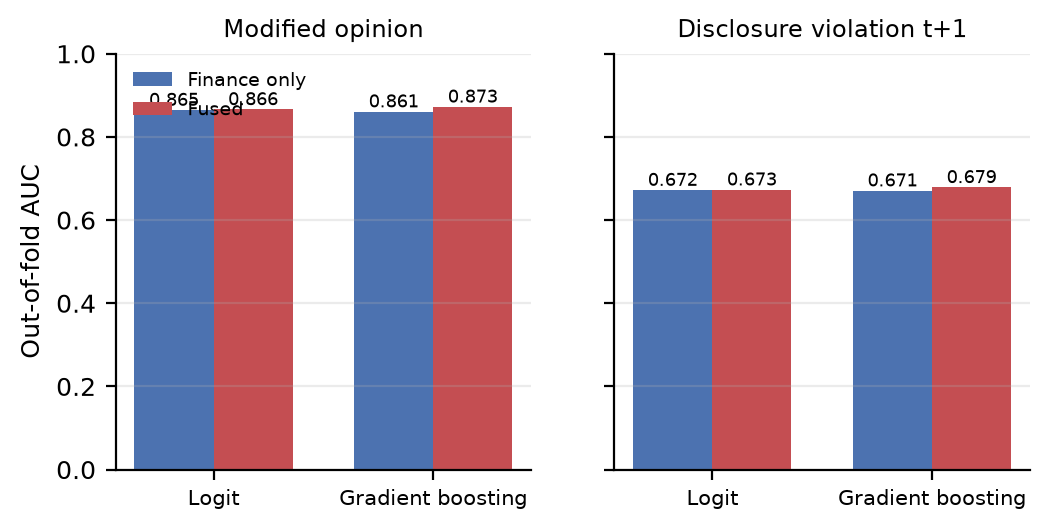 Modified opinion
Disclosure violation t+1
Out-of-fold AUC
1.0
0.8
0.6
0.4
0.2
0.0
Finance only
Fused
0.865
0.866
0.861
0.873
Logit
Gradient boosting
0.672
0.673
0.671
0.679
Logit
Gradient boosting